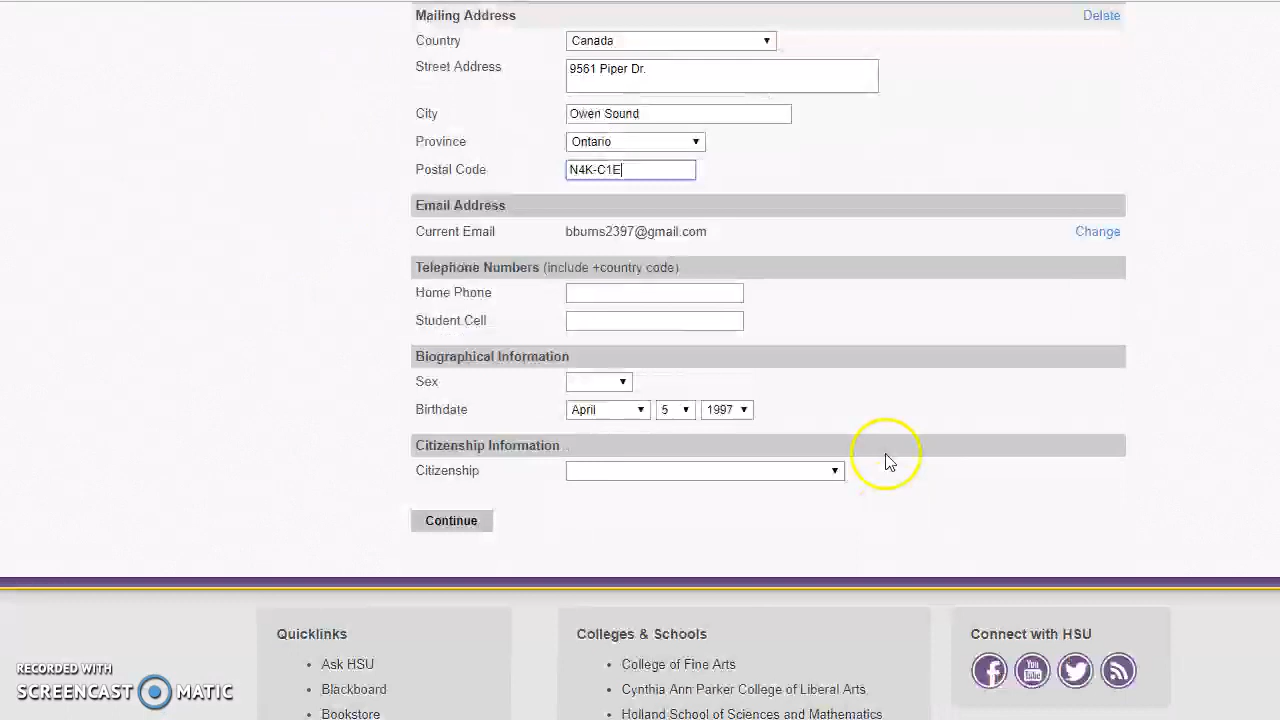 Mailing Address Delete
Country Canada
Street Address 9561 Piper Dr.
City Owen Sound
Province Ontario
Postal Code N4K-C1E
Email Address
Current Email bburns2397@gmail.com Change
Telephone Numbers (include +country code)
Home Phone
Student Cell
Biographical Information
Sex
Birthdate April 5 1997
Citizenship Information
Citizenship
Continue
Quicklinks Colleges & Schools Connect with HSU
Ask HSU College of Fine Arts
Blackboard Cynthia Ann Parker College of Liberal Arts
Bookstore Holland School of Sciences and Mathematics
RECORDED WITH
SCREENCAST MATIC
You Tube